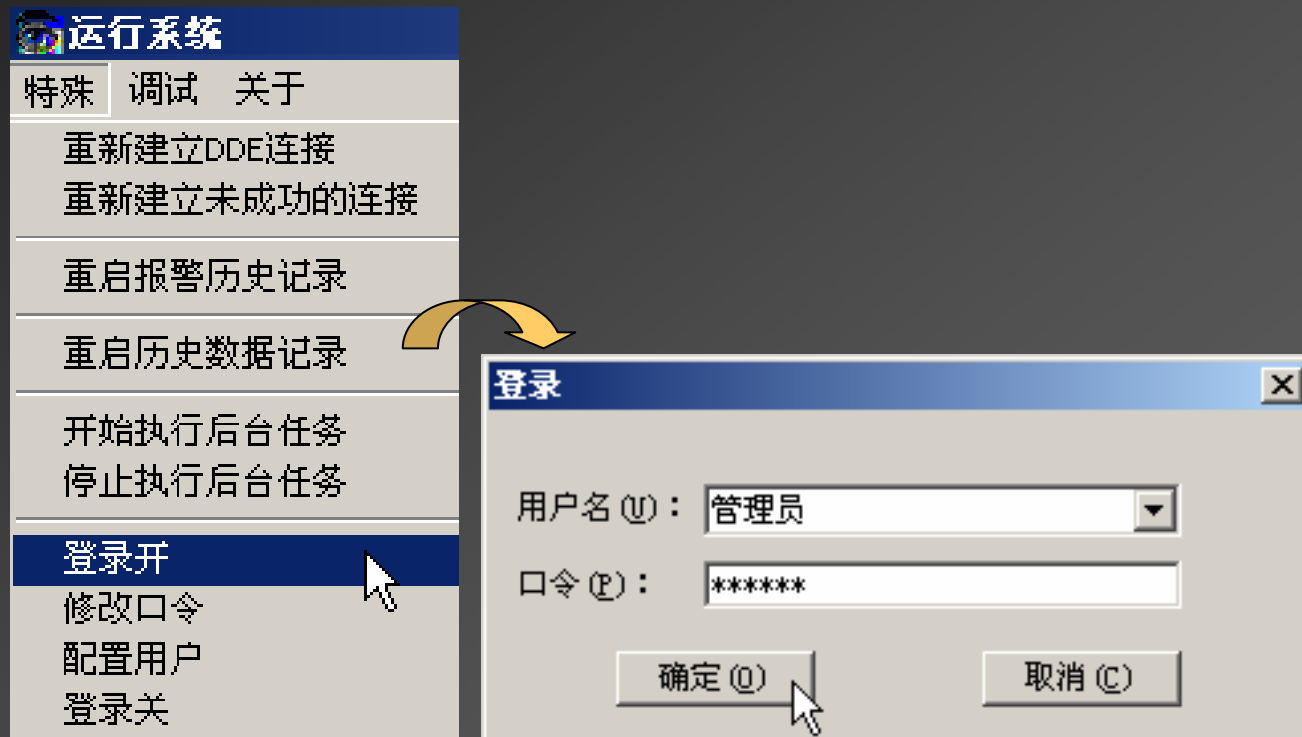 运行系统
特殊 调试 关于
重新建立DDE连接
重新建立未成功的连接
重启报警历史记录
重启历史数据记录
开始执行后台任务
停止执行后台任务
登录开
修改口令
配置用户
登录关
登录
用户名(U)： 管理员
口令(P)： ******
确定(O) 取消(C)